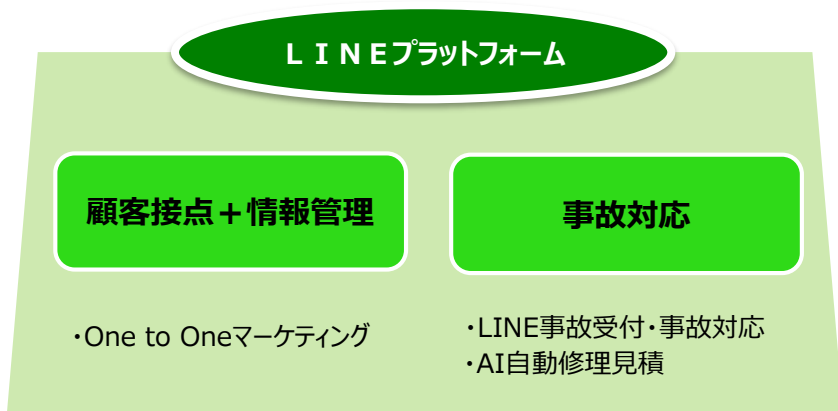 ＬＩＮＥプラットフォーム
顧客接点＋情報管理
事故対応
・One to Oneマーケティング
・LINE事故受付・事故対応
・AI自動修理見積